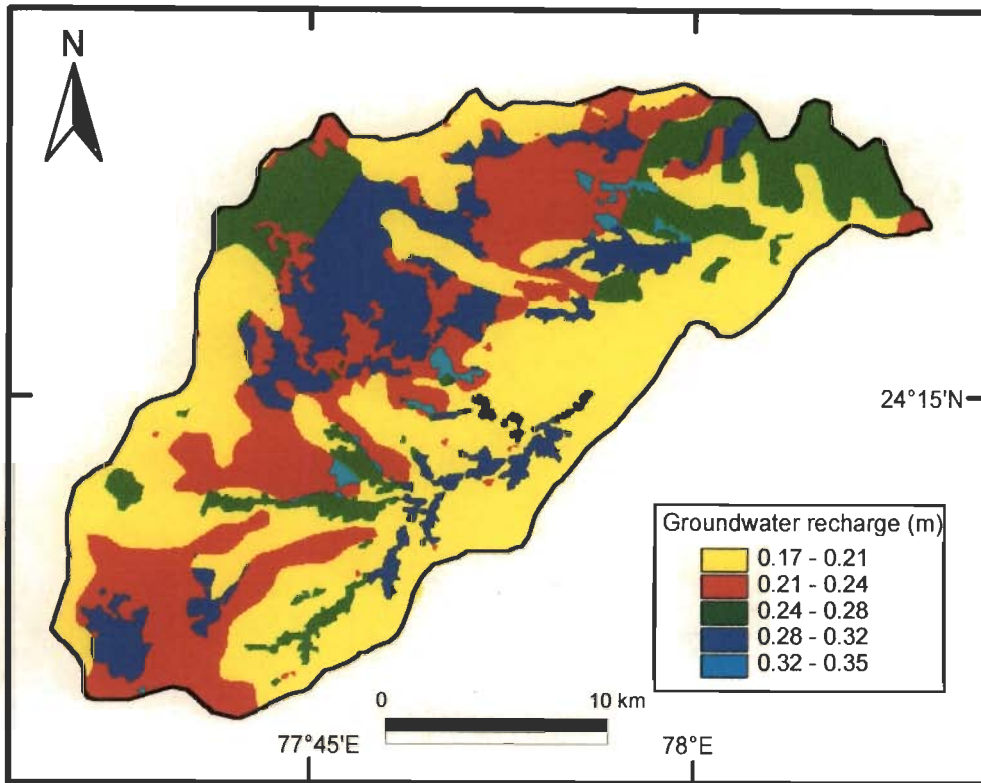 N
24°15'N
Groundwater recharge (m)
0.17 - 0.21
0.21 - 0.24
0.24 - 0.28
0.28 - 0.32
0.32 - 0.35
0 10 km
77°45'E 78°E